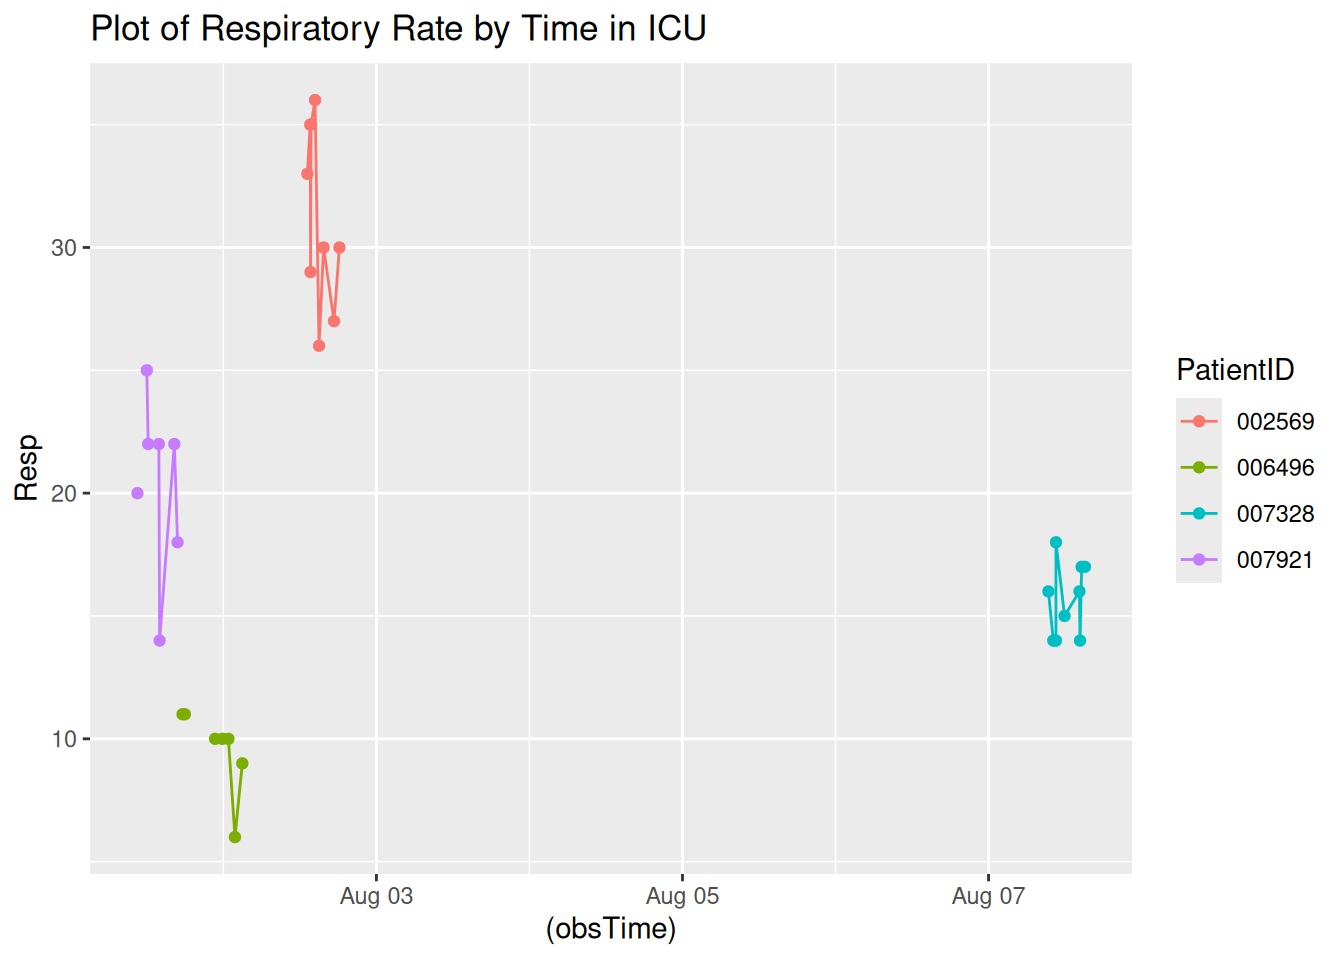 Plot of Respiratory Rate by Time in ICU
Resp
30
20
10
Aug 03 Aug 05 Aug 07
(obsTime)
PatientID
002569
006496
007328
007921